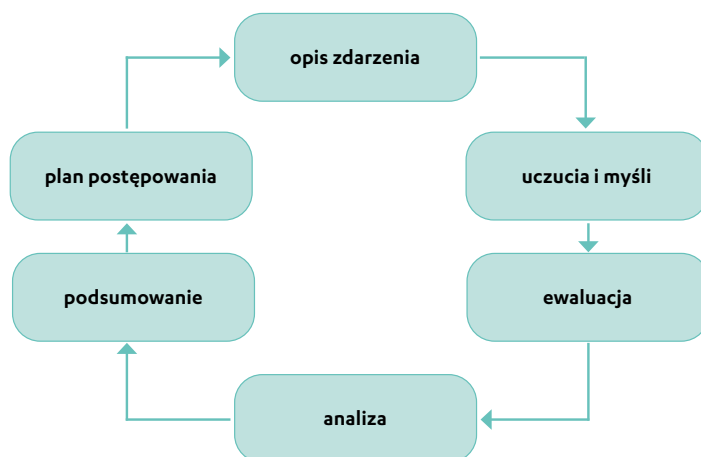 opis zdarzenia
plan postępowania
uczucia i myśli
podsumowanie
ewaluacja
analiza